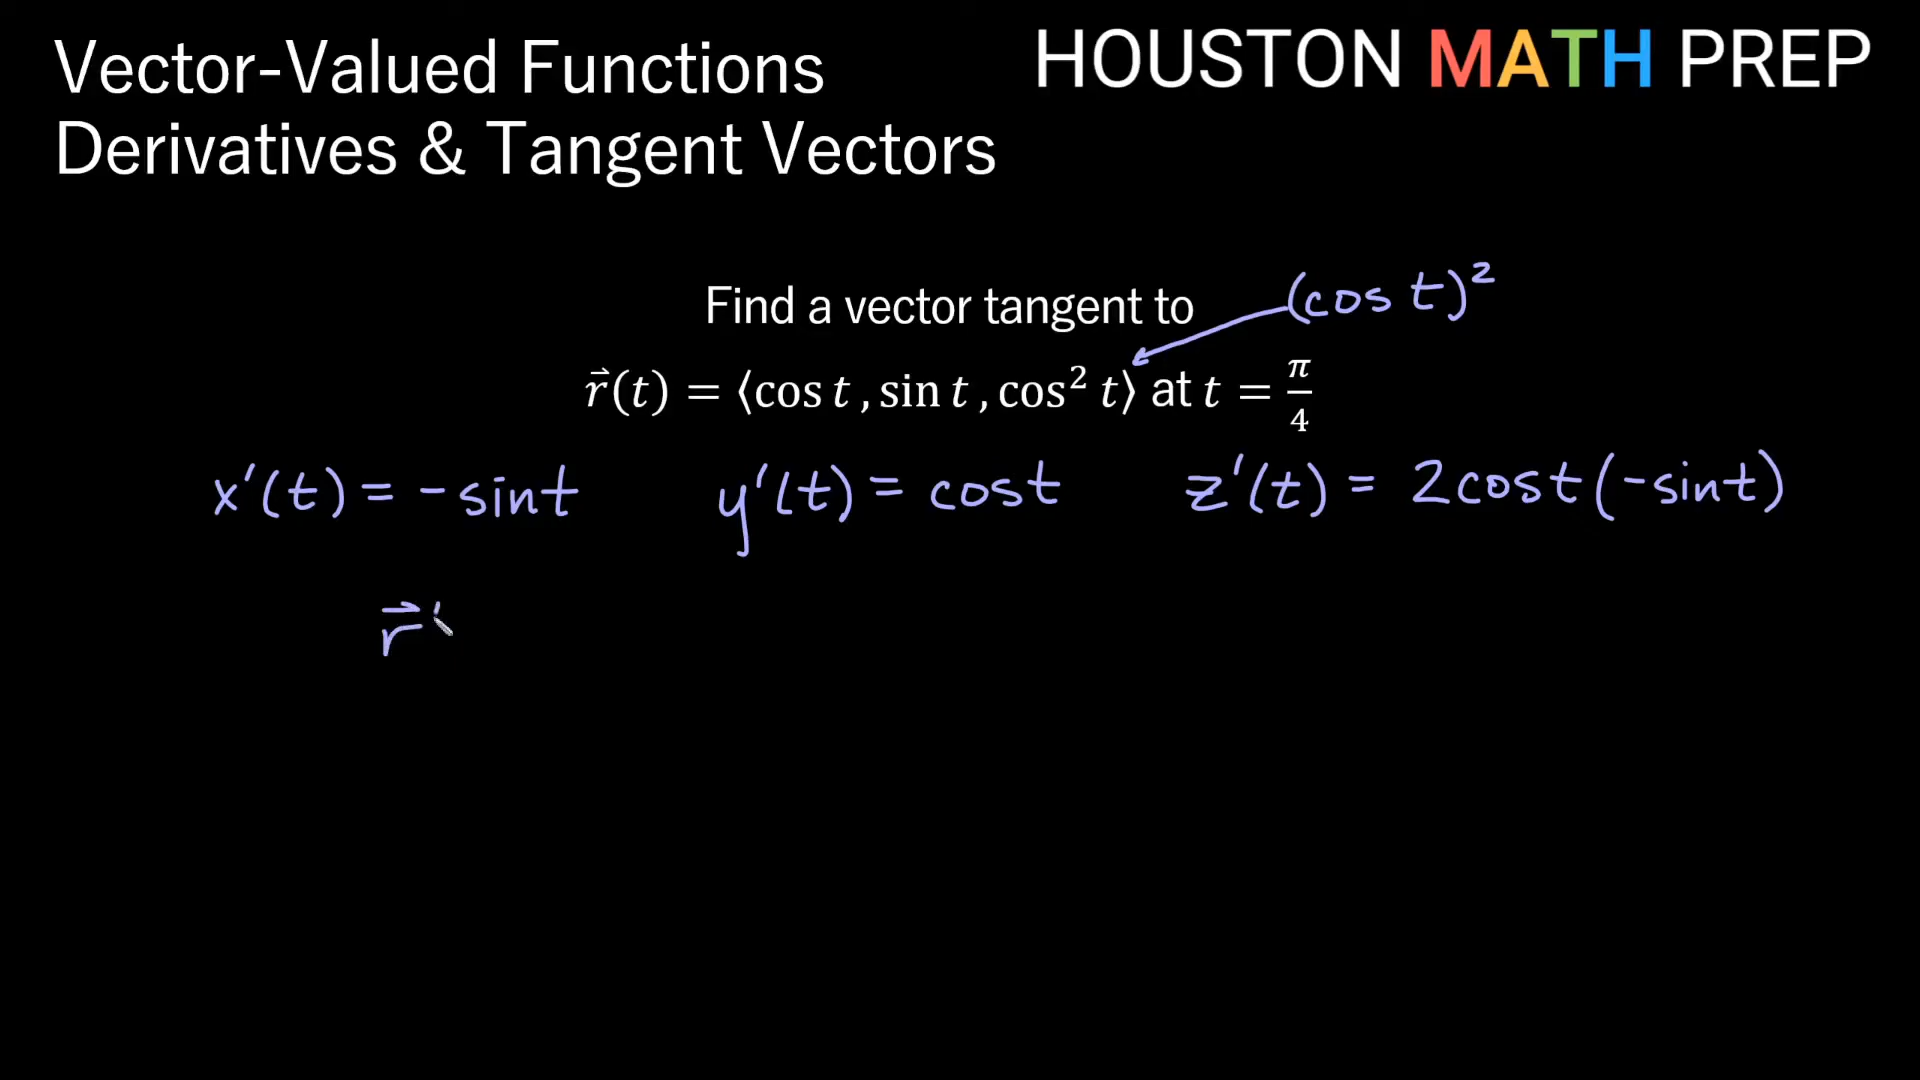 Vector-Valued Functions
Derivatives & Tangent Vectors
HOUSTON MATH PREP
Find a vector tangent to
(cos t)²
r⃗(t) = ⟨cos t , sin t , cos² t⟩ at t = π/4
x′(t) = -sint
y′(t) = cost
z′(t) = 2cost(-sint)
r⃗ ′